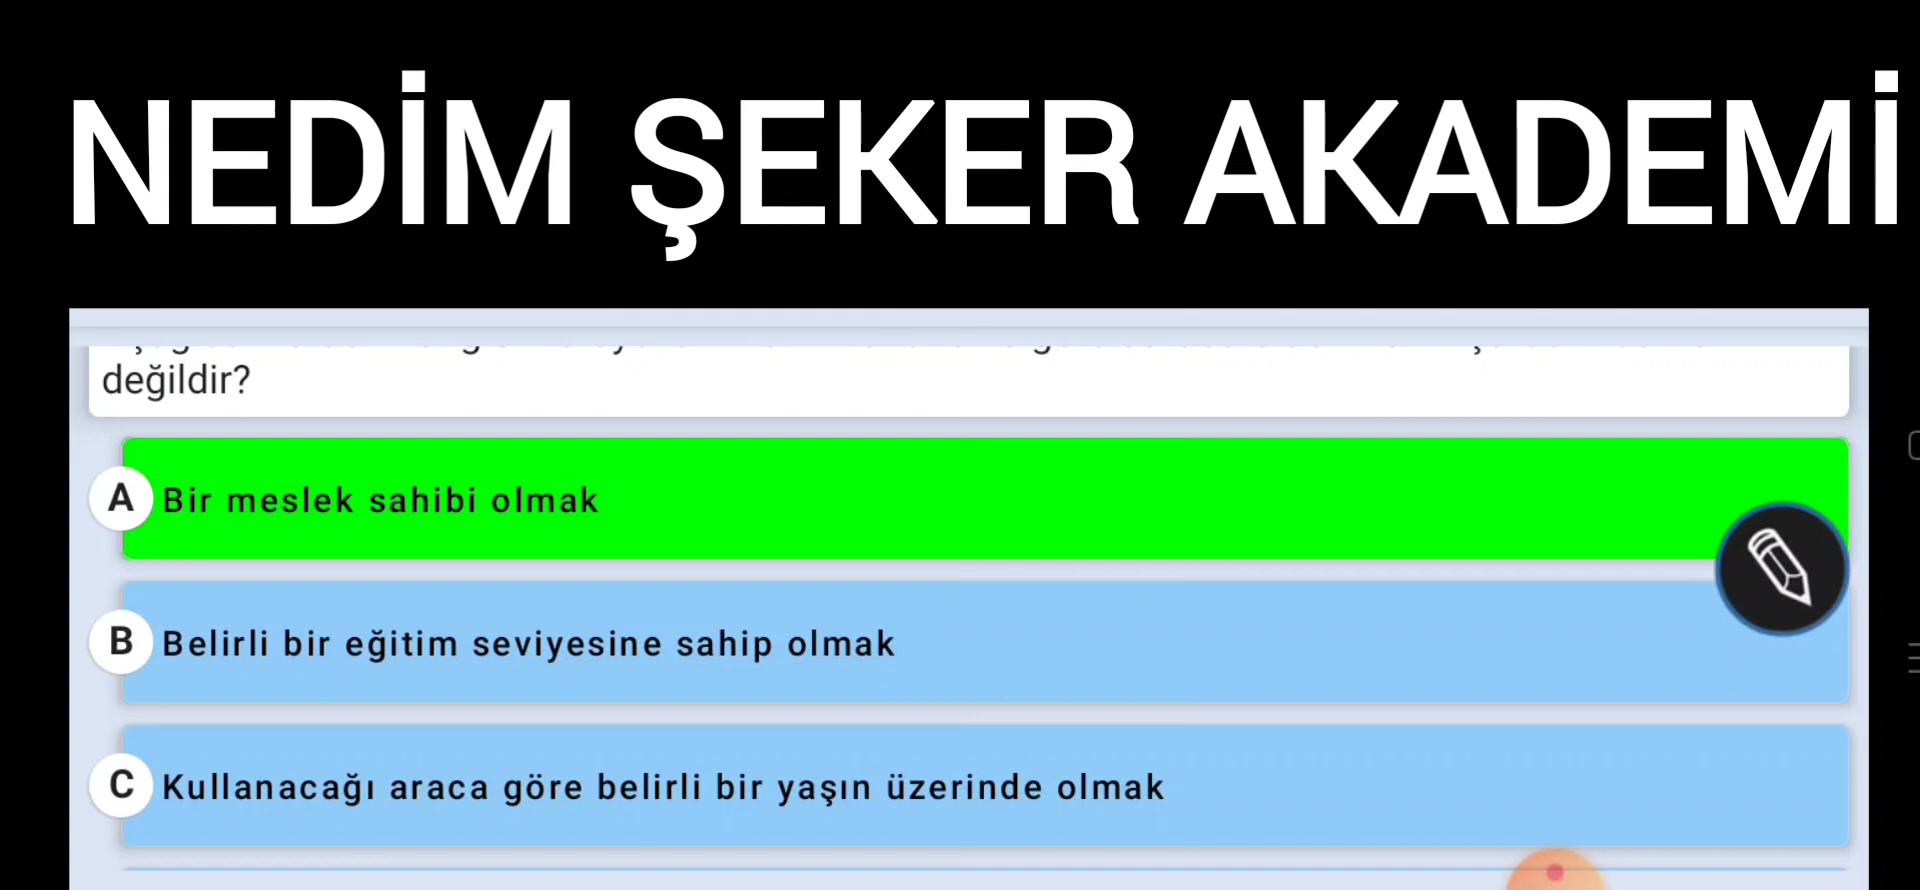 NEDİM ŞEKER AKADEMİ
değildir?
A Bir meslek sahibi olmak
B Belirli bir eğitim seviyesine sahip olmak
C Kullanacağı araca göre belirli bir yaşın üzerinde olmak